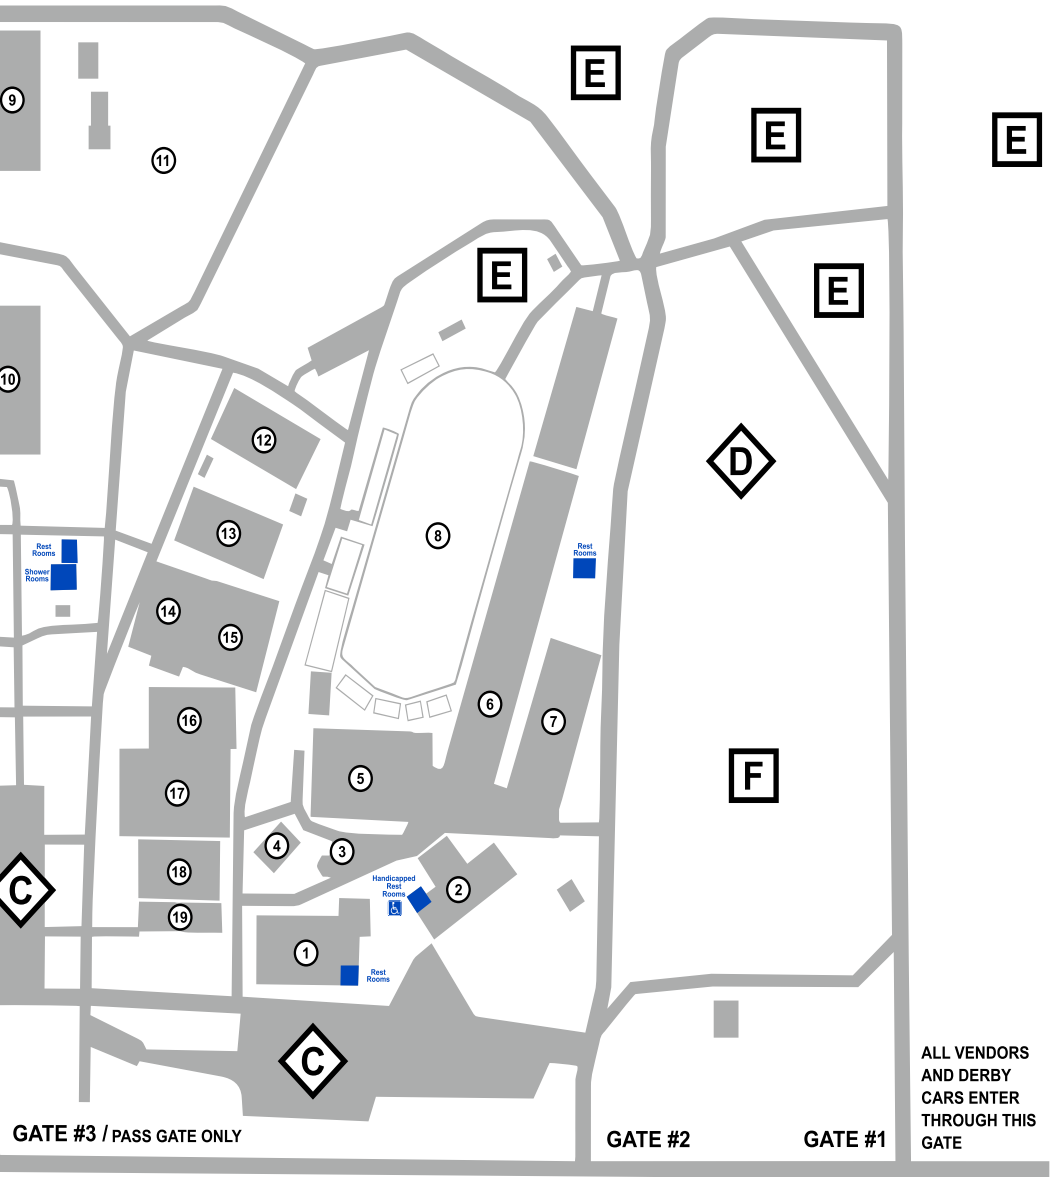 E
E
E
9
11
E
E
10
12
D
13
8
Rest
Rooms
Rest
Rooms
Shower
Rooms
14
15
6
16
7
5
F
17
4
3
18
Handicapped
Rest
Rooms
2
C
19
1
Rest
Rooms
C
ALL VENDORS
AND DERBY
CARS ENTER
THROUGH THIS
GATE
GATE #3 / PASS GATE ONLY
GATE #2
GATE #1